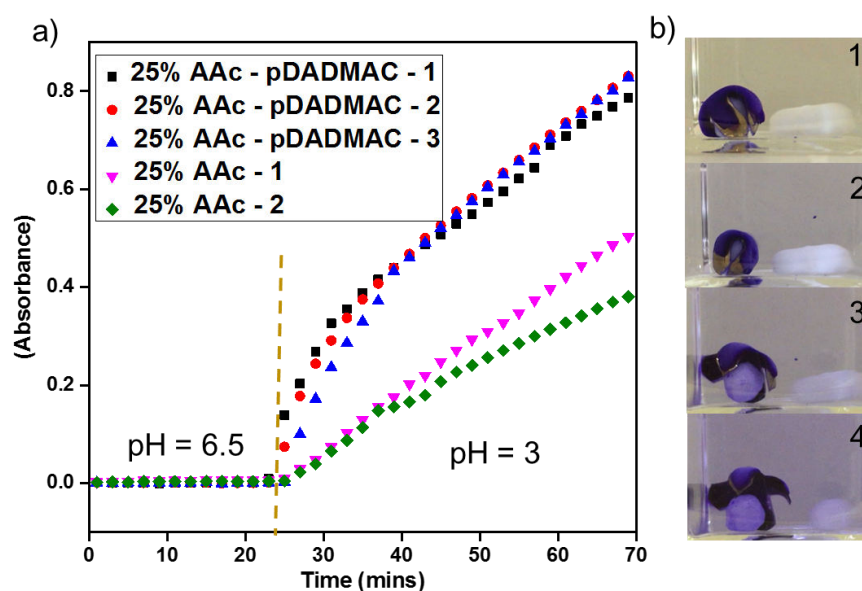 a)
25% AAc - pDADMAC - 1
25% AAc - pDADMAC - 2
25% AAc - pDADMAC - 3
25% AAc - 1
25% AAc - 2
(Absorbance)
0.8
0.6
0.4
0.2
0.0
pH = 6.5
pH = 3
0 10 20 30 40 50 60 70
Time (mins)
b)
1
2
3
4